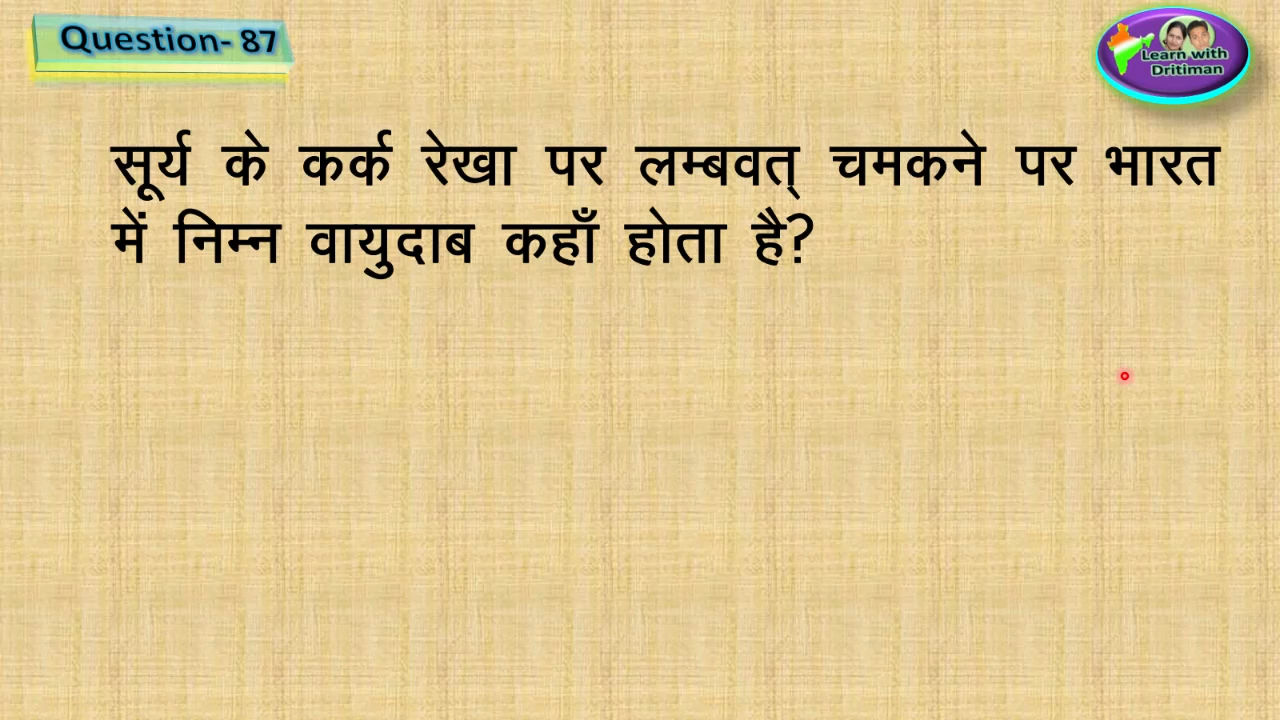 Question- 87
Learn with
Dritiman
सूर्य के कर्क रेखा पर लम्बवत् चमकने पर भारत
में निम्न वायुदाब कहाँ होता है?